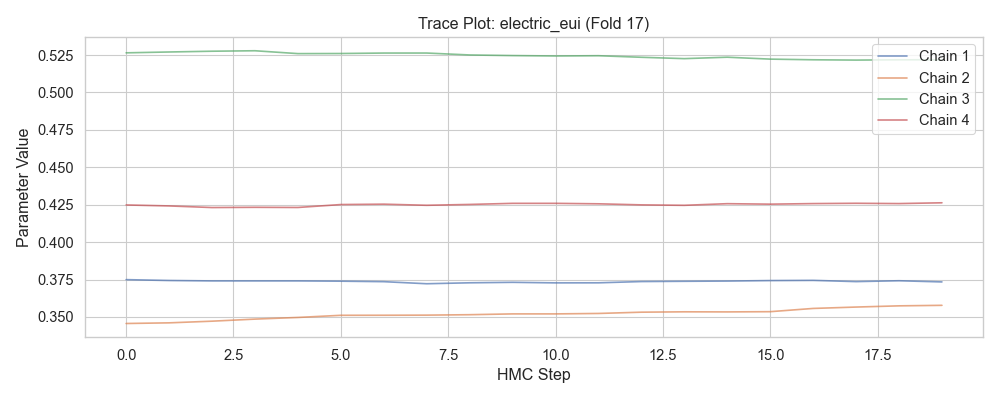 Trace Plot: electric_eui (Fold 17)
Parameter Value
0.525
0.500
0.475
0.450
0.425
0.400
0.375
0.350
Chain 1
Chain 2
Chain 3
Chain 4
0.0 2.5 5.0 7.5 10.0 12.5 15.0 17.5
HMC Step